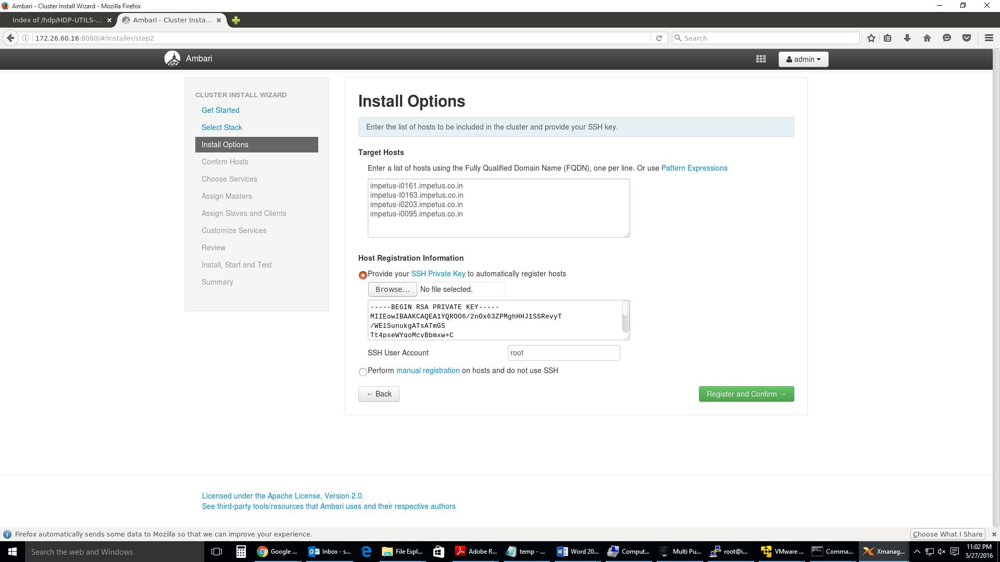 Ambari - Cluster Install Wizard - Mozilla Firefox
Index of /hdp/HDP-UTILS-...
Ambari - Cluster Insta...
172.26.60.16:8080/#/installer/step2
Search
Ambari
admin
CLUSTER INSTALL WIZARD
Get Started
Select Stack
Install Options
Confirm Hosts
Choose Services
Assign Masters
Assign Slaves and Clients
Customize Services
Review
Install, Start and Test
Summary
Install Options
Enter the list of hosts to be included in the cluster and provide your SSH key.
Target Hosts
Enter a list of hosts using the Fully Qualified Domain Name (FQDN), one per line. Or use Pattern Expressions
impetus-i0161.impetus.co.in
impetus-I0163.impetus.co.in
impetus-i0203.impetus.co.in
impetus-i0095.impetus.co.in
Host Registration Information
Provide your SSH Private Key to automatically register hosts
Browse... No file selected.
-----BEGIN RSA PRIVATE KEY-----
MIIEowIBAAKCAQEA1YQROO6/2nOx63ZPMghHHJ1SSRevyT
/WElSunukgATsATmGS
Tt4pseWYqoMcyBbmxw+C
SSH User Account root
Perform manual registration on hosts and do not use SSH
← Back
Register and Confirm →
Licensed under the Apache License, Version 2.0.
See third-party tools/resources that Ambari uses and their respective authors
Firefox automatically sends some data to Mozilla so that we can improve your experience.
Choose What I Share
Search the web and Windows
Google ...
Inbox - s...
File Expl...
Adobe R...
temp - ...
Word 20...
Comput...
Multi Pu...
root@i...
VMware ...
Comma...
Xmanag...
11:02 PM
5/27/2016